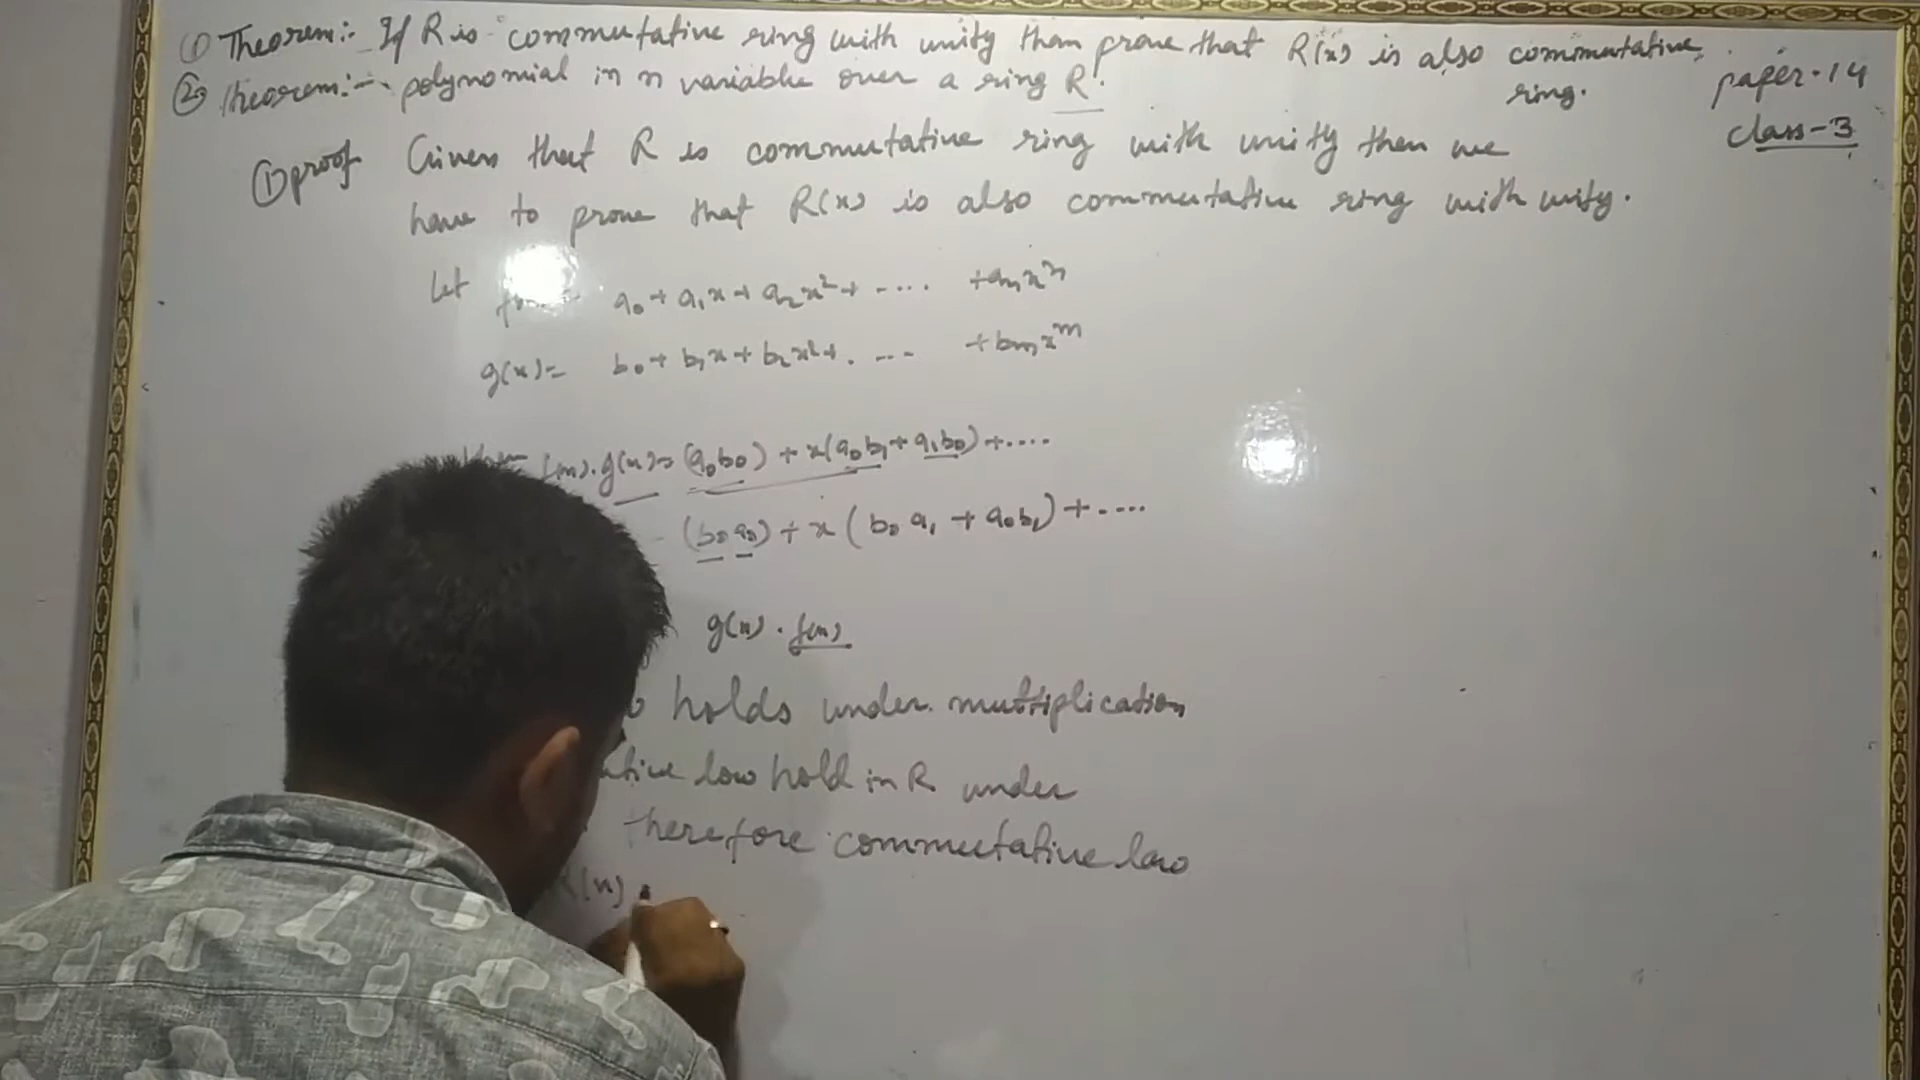 ① Theorem:- If R is commutative ring with unity than prove that R(x) is also commutative ring.
② Theorem:- polynomial in n variable over a ring R.
paper-14
class-3
① proof Given that R is commutative ring with unity then we
have to prove that R(x) is also commutative ring with unity.
Let a₀ + a₁x + a₂x² + .... + aₙxⁿ
g(x) = b₀ + b₁x + b₂x² + .... + bₘxᵐ
f(x).g(x) = (a₀b₀) + x(a₀b₁ + a₁b₀) + ....
(b₀a₀) + x(b₀a₁ + a₀b₁) + ....
g(x) . f(x)
holds under multiplication
low hold in R under
therefore commutative law
R(x)